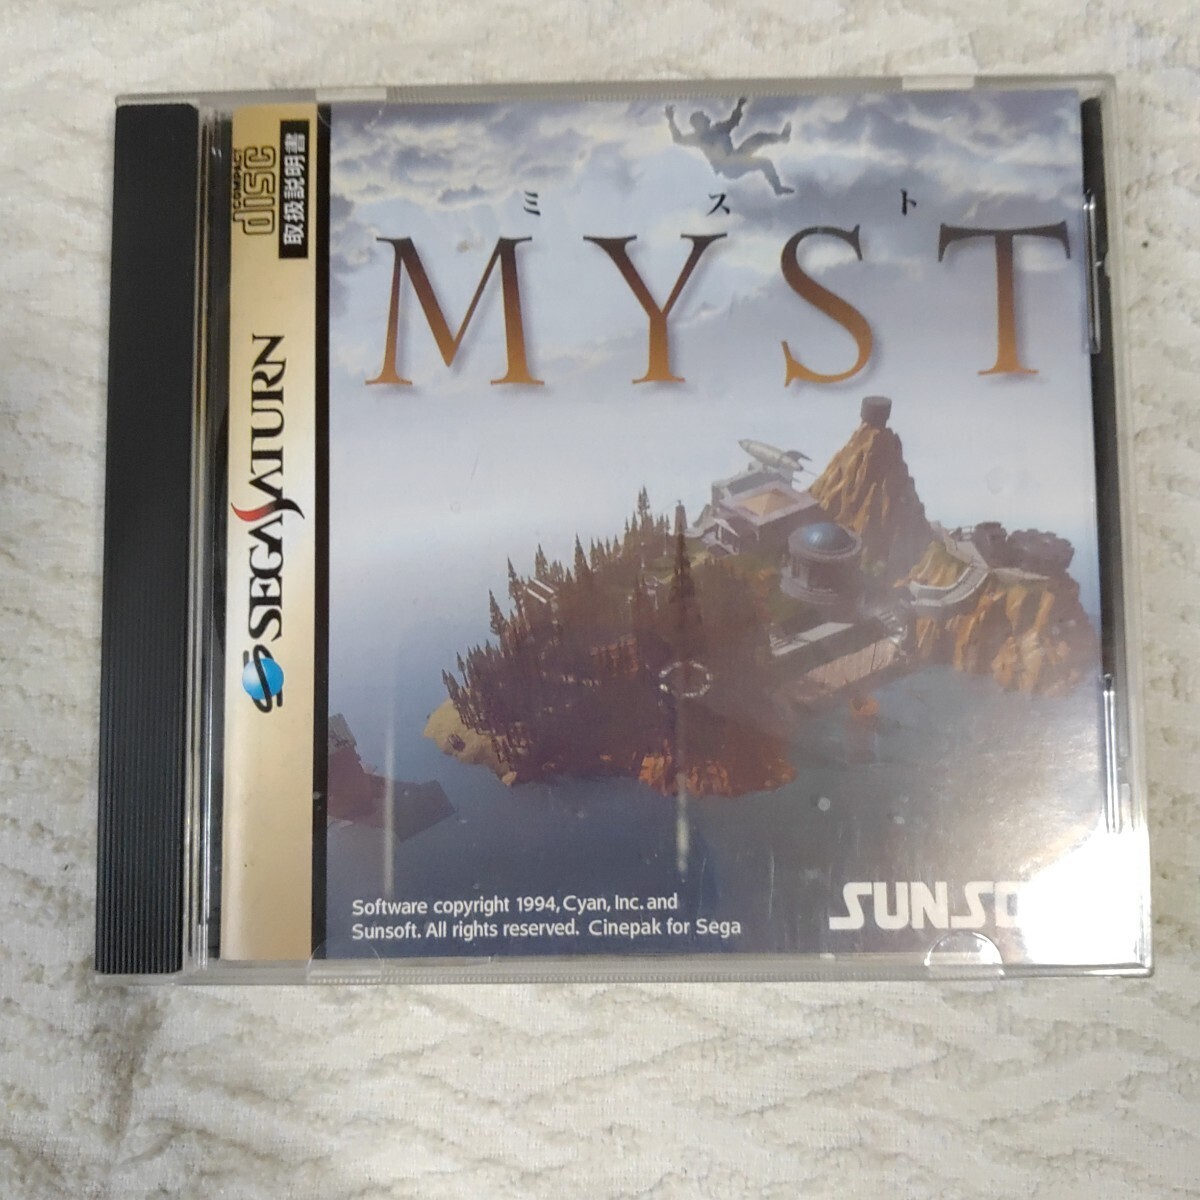 COMPACT
disc
取扱説明書
SEGA SATURN
ミスト
MYST
Software copyright 1994, Cyan, Inc. and
Sunsoft. All rights reserved. Cinepak for Sega